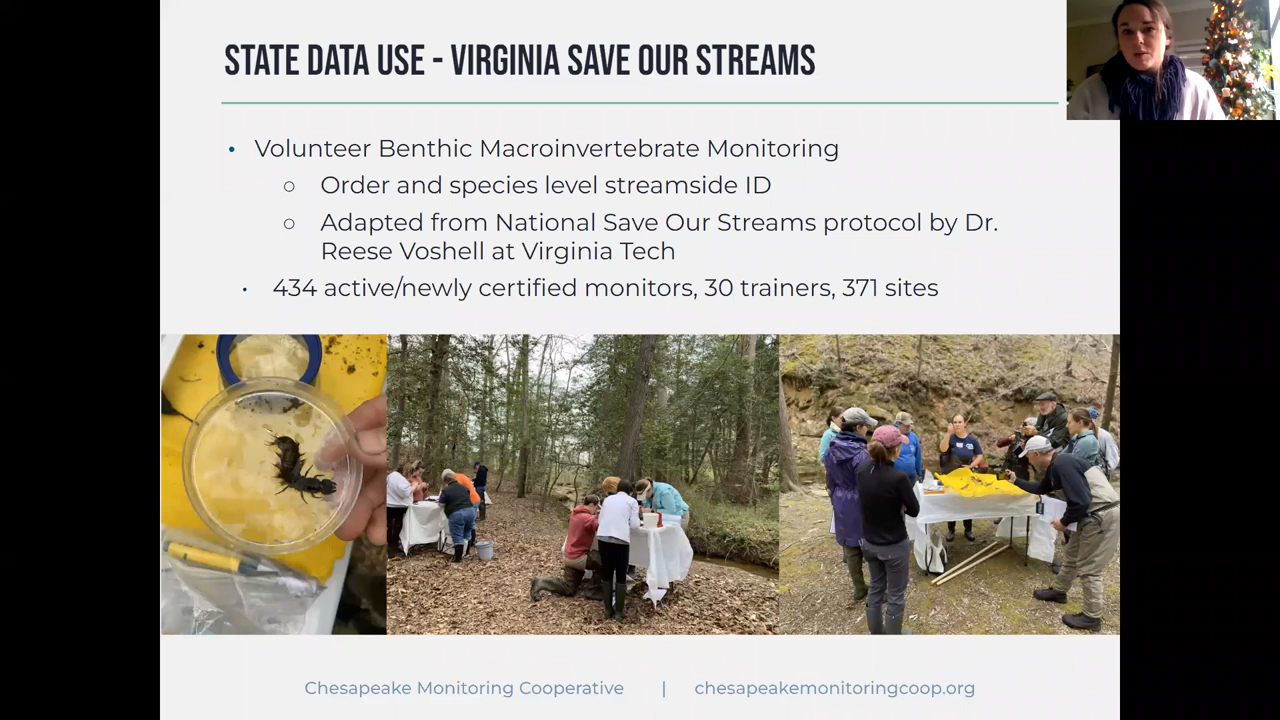 STATE DATA USE - VIRGINIA SAVE OUR STREAMS
• Volunteer Benthic Macroinvertebrate Monitoring
○ Order and species level streamside ID
○ Adapted from National Save Our Streams protocol by Dr.
Reese Voshell at Virginia Tech
• 434 active/newly certified monitors, 30 trainers, 371 sites
Chesapeake Monitoring Cooperative | chesapeakemonitoringcoop.org